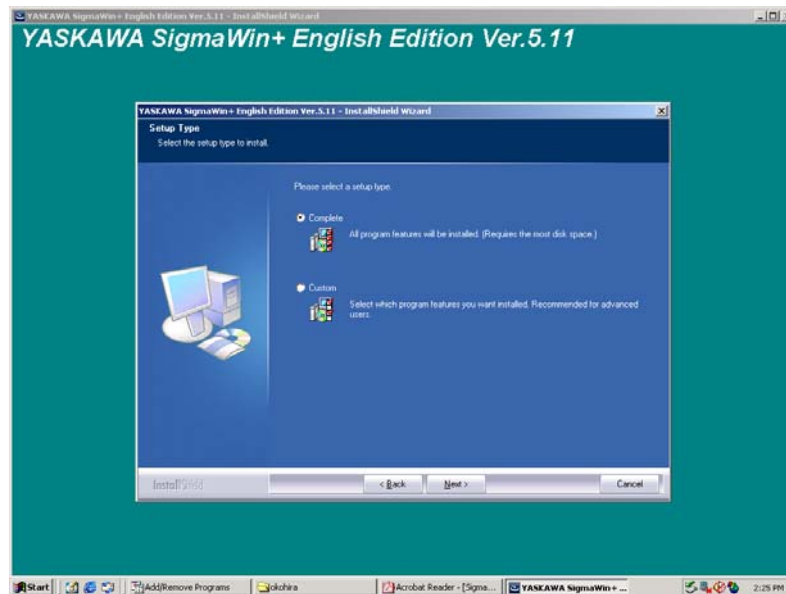 YASKAWA SigmaWin+ English Edition Ver.5.11 - InstallShield Wizard
YASKAWA SigmaWin+ English Edition Ver.5.11
YASKAWA SigmaWin+ English Edition Ver.5.11 - InstallShield Wizard
Setup Type
Select the setup type to install.
Please select a setup type.
Complete
All program features will be installed. (Requires the most disk space.)
Custom
Select which program features you want installed. Recommended for advanced
users.
InstallShield
< Back
Next >
Cancel
Start
Add/Remove Programs
okohira
Acrobat Reader - [Sigma...
YASKAWA SigmaWin+ ...
2:25 PM